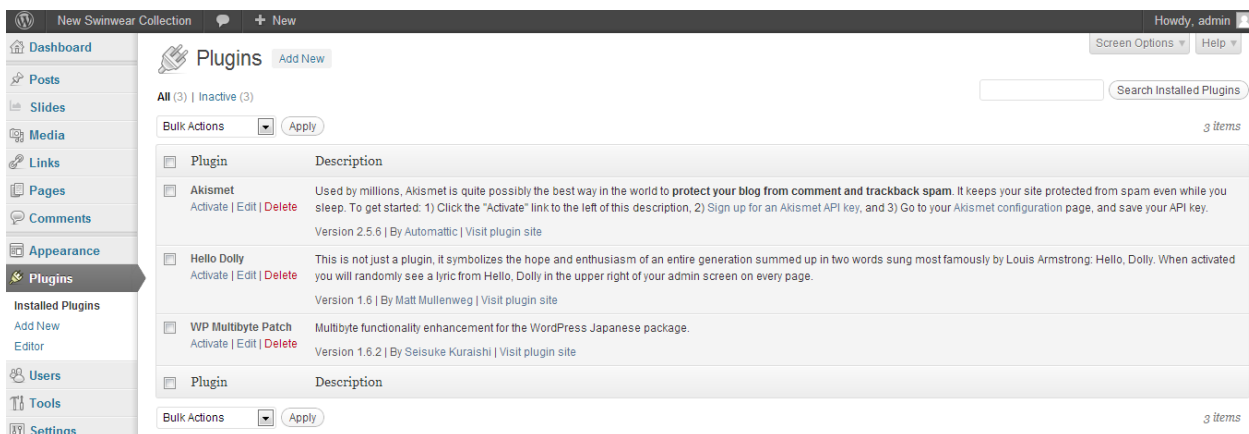 New Swinwear Collection + New Howdy, admin
Dashboard
Posts
Slides
Media
Links
Pages
Comments
Appearance
Plugins
Installed Plugins
Add New
Editor
Users
Tools
Settings
Screen Options Help
Plugins Add New
All (3) | Inactive (3)
Search Installed Plugins
Bulk Actions Apply 3 items
Plugin Description
Akismet
Activate | Edit | Delete
Used by millions, Akismet is quite possibly the best way in the world to protect your blog from comment and trackback spam. It keeps your site protected from spam even while you
sleep. To get started: 1) Click the "Activate" link to the left of this description, 2) Sign up for an Akismet API key, and 3) Go to your Akismet configuration page, and save your API key.
Version 2.5.6 | By Automattic | Visit plugin site
Hello Dolly
Activate | Edit | Delete
This is not just a plugin, it symbolizes the hope and enthusiasm of an entire generation summed up in two words sung most famously by Louis Armstrong: Hello, Dolly. When activated
you will randomly see a lyric from Hello, Dolly in the upper right of your admin screen on every page.
Version 1.6 | By Matt Mullenweg | Visit plugin site
WP Multibyte Patch
Activate | Edit | Delete
Multibyte functionality enhancement for the WordPress Japanese package.
Version 1.6.2 | By Seisuke Kuraishi | Visit plugin site
Plugin Description
Bulk Actions Apply 3 items